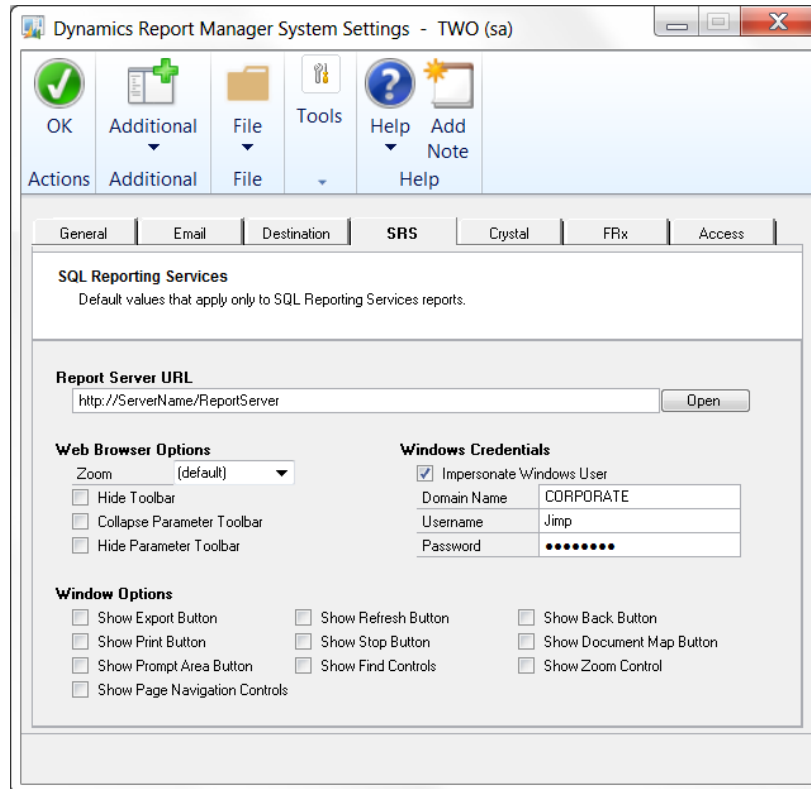 Dynamics Report Manager System Settings - TWO (sa)
OK Additional File Tools Help Add Note
Actions Additional File Help
General Email Destination SRS Crystal FRx Access
SQL Reporting Services
Default values that apply only to SQL Reporting Services reports.
Report Server URL
http://ServerName/ReportServer Open
Web Browser Options Windows Credentials
Zoom (default) Impersonate Windows User
Hide Toolbar Domain Name CORPORATE
Collapse Parameter Toolbar Username Jimp
Hide Parameter Toolbar Password ●●●●●●●●
Window Options
Show Export Button Show Refresh Button Show Back Button
Show Print Button Show Stop Button Show Document Map Button
Show Prompt Area Button Show Find Controls Show Zoom Control
Show Page Navigation Controls